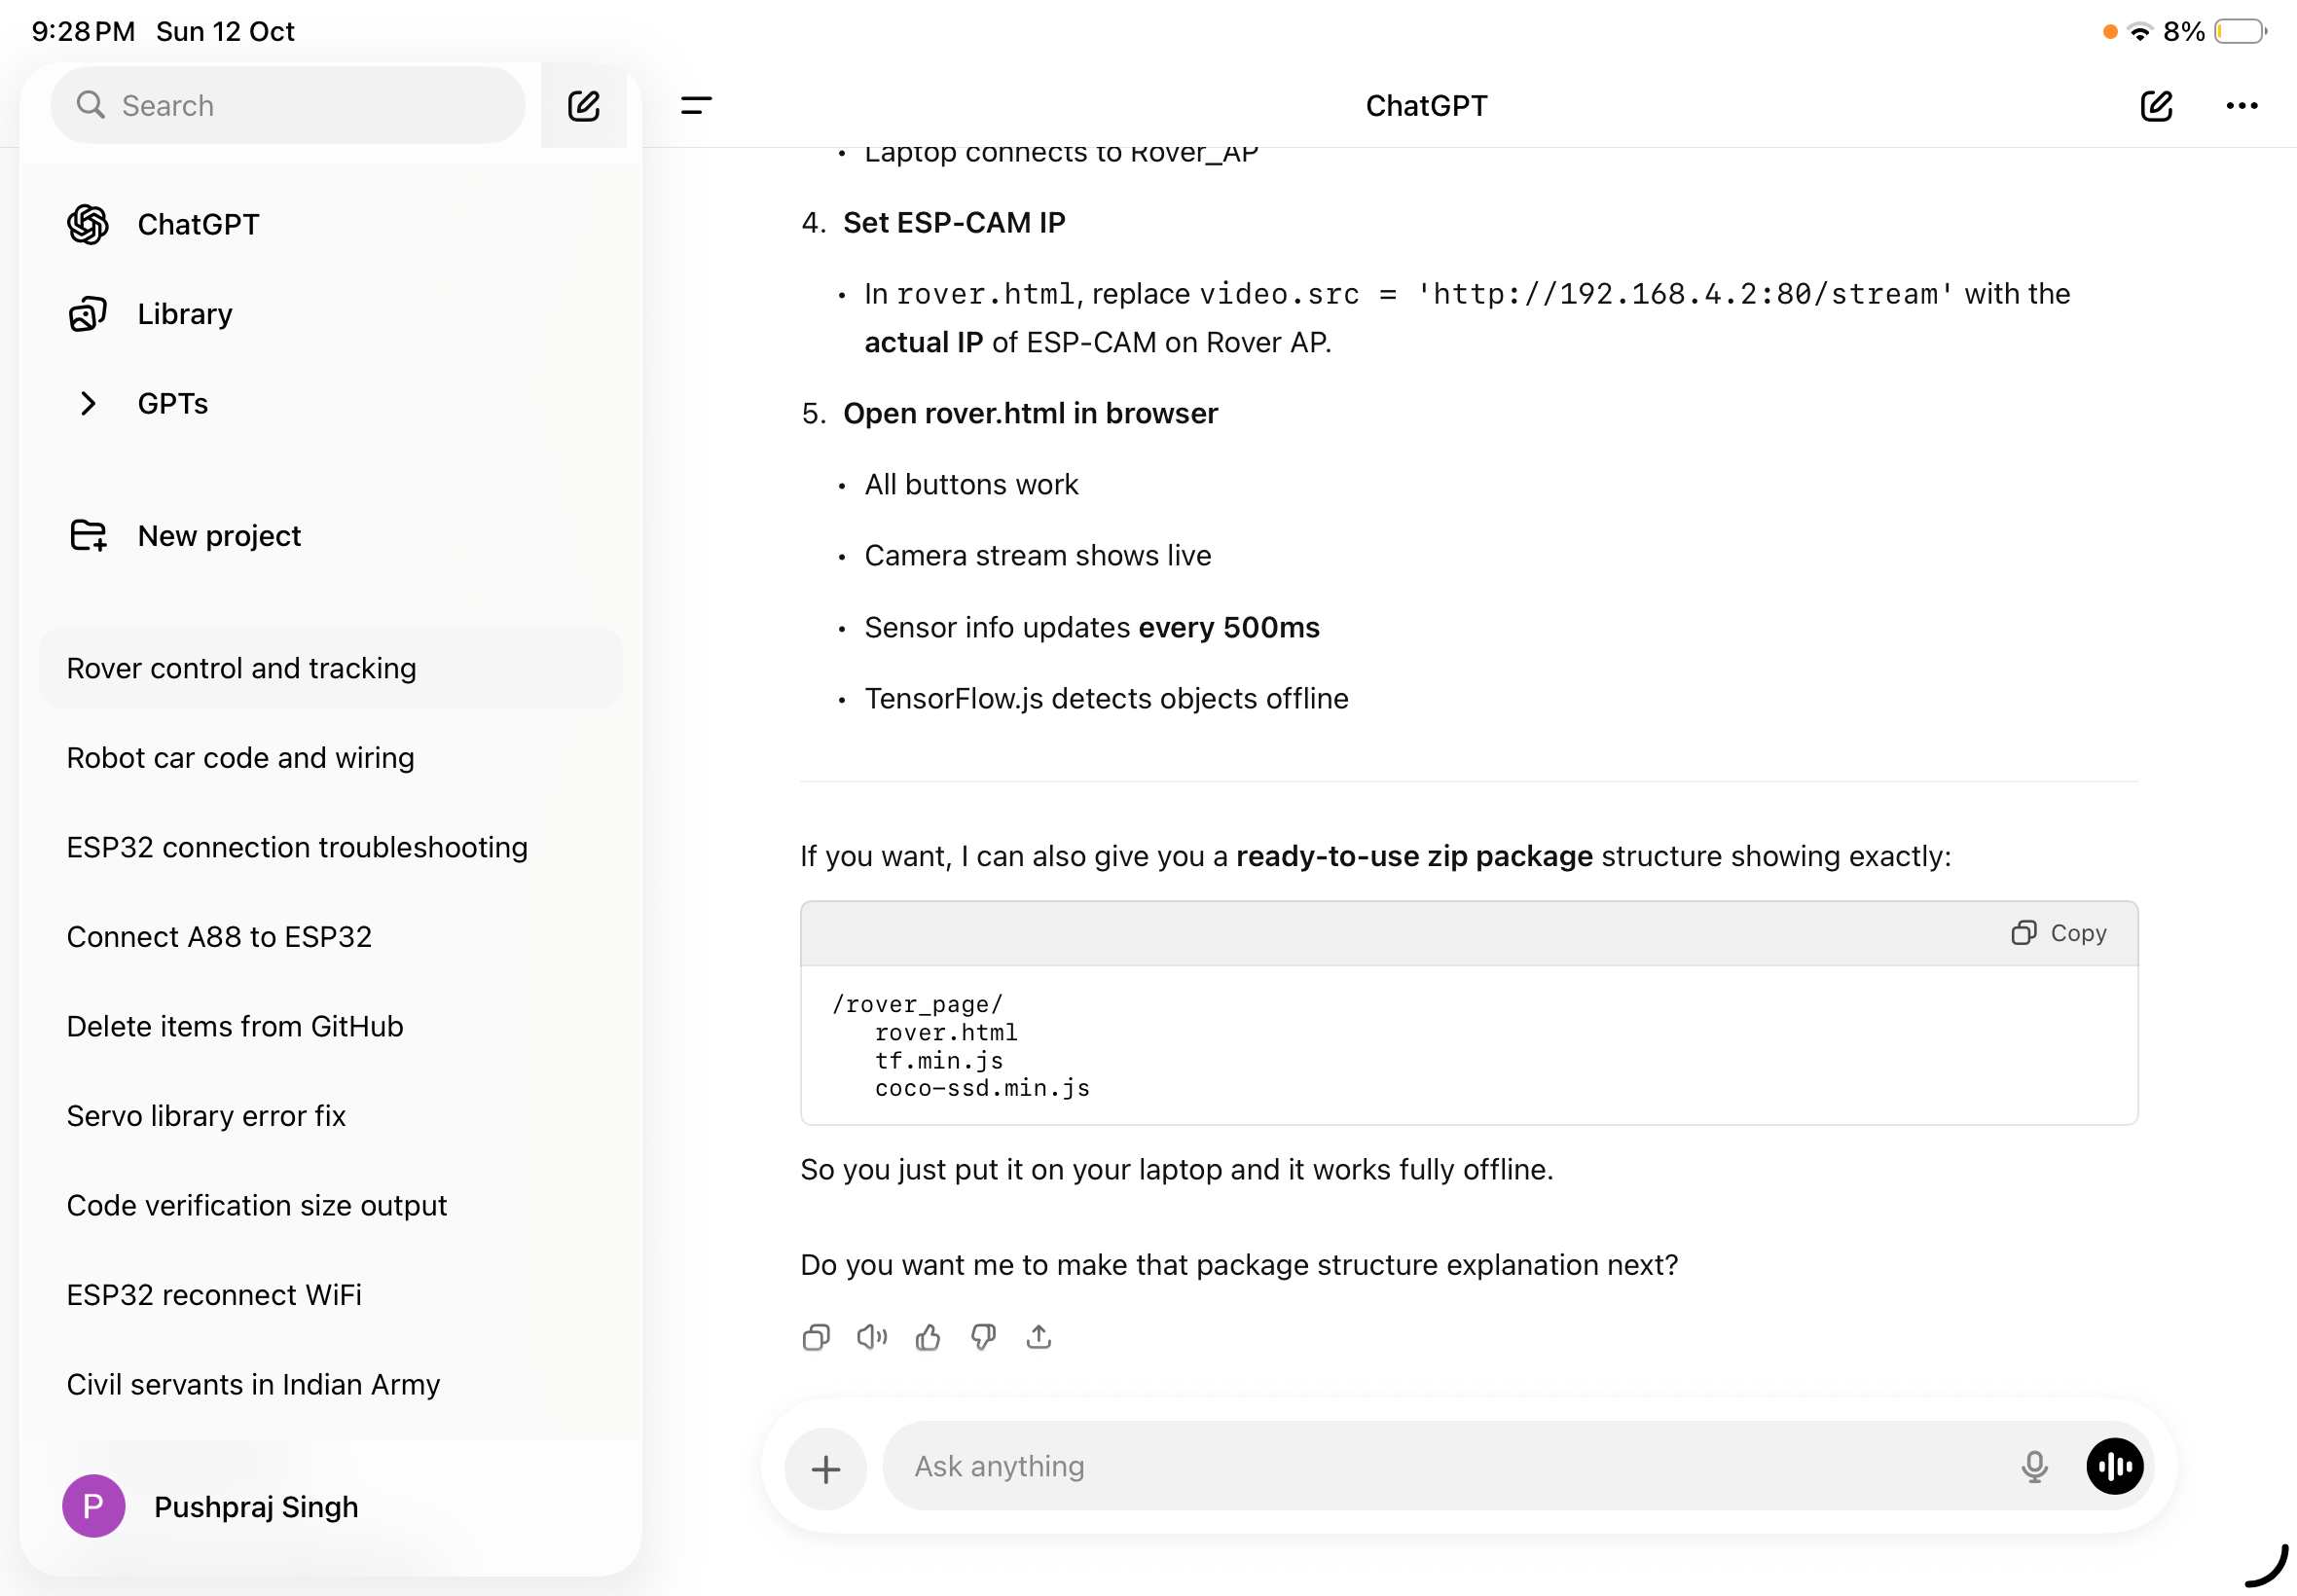 9:28 PM Sun 12 Oct
8%
Search
ChatGPT
Library
GPTs
New project
Rover control and tracking
Robot car code and wiring
ESP32 connection troubleshooting
Connect A88 to ESP32
Delete items from GitHub
Servo library error fix
Code verification size output
ESP32 reconnect WiFi
Civil servants in Indian Army
P
Pushpraj Singh
ChatGPT
• Laptop connects to Rover_AP
4. Set ESP-CAM IP
• In rover.html, replace video.src = 'http://192.168.4.2:80/stream' with the
actual IP of ESP-CAM on Rover AP.
5. Open rover.html in browser
• All buttons work
• Camera stream shows live
• Sensor info updates every 500ms
• TensorFlow.js detects objects offline
If you want, I can also give you a ready-to-use zip package structure showing exactly:
Copy
/rover_page/
rover.html
tf.min.js
coco-ssd.min.js
So you just put it on your laptop and it works fully offline.
Do you want me to make that package structure explanation next?
Ask anything